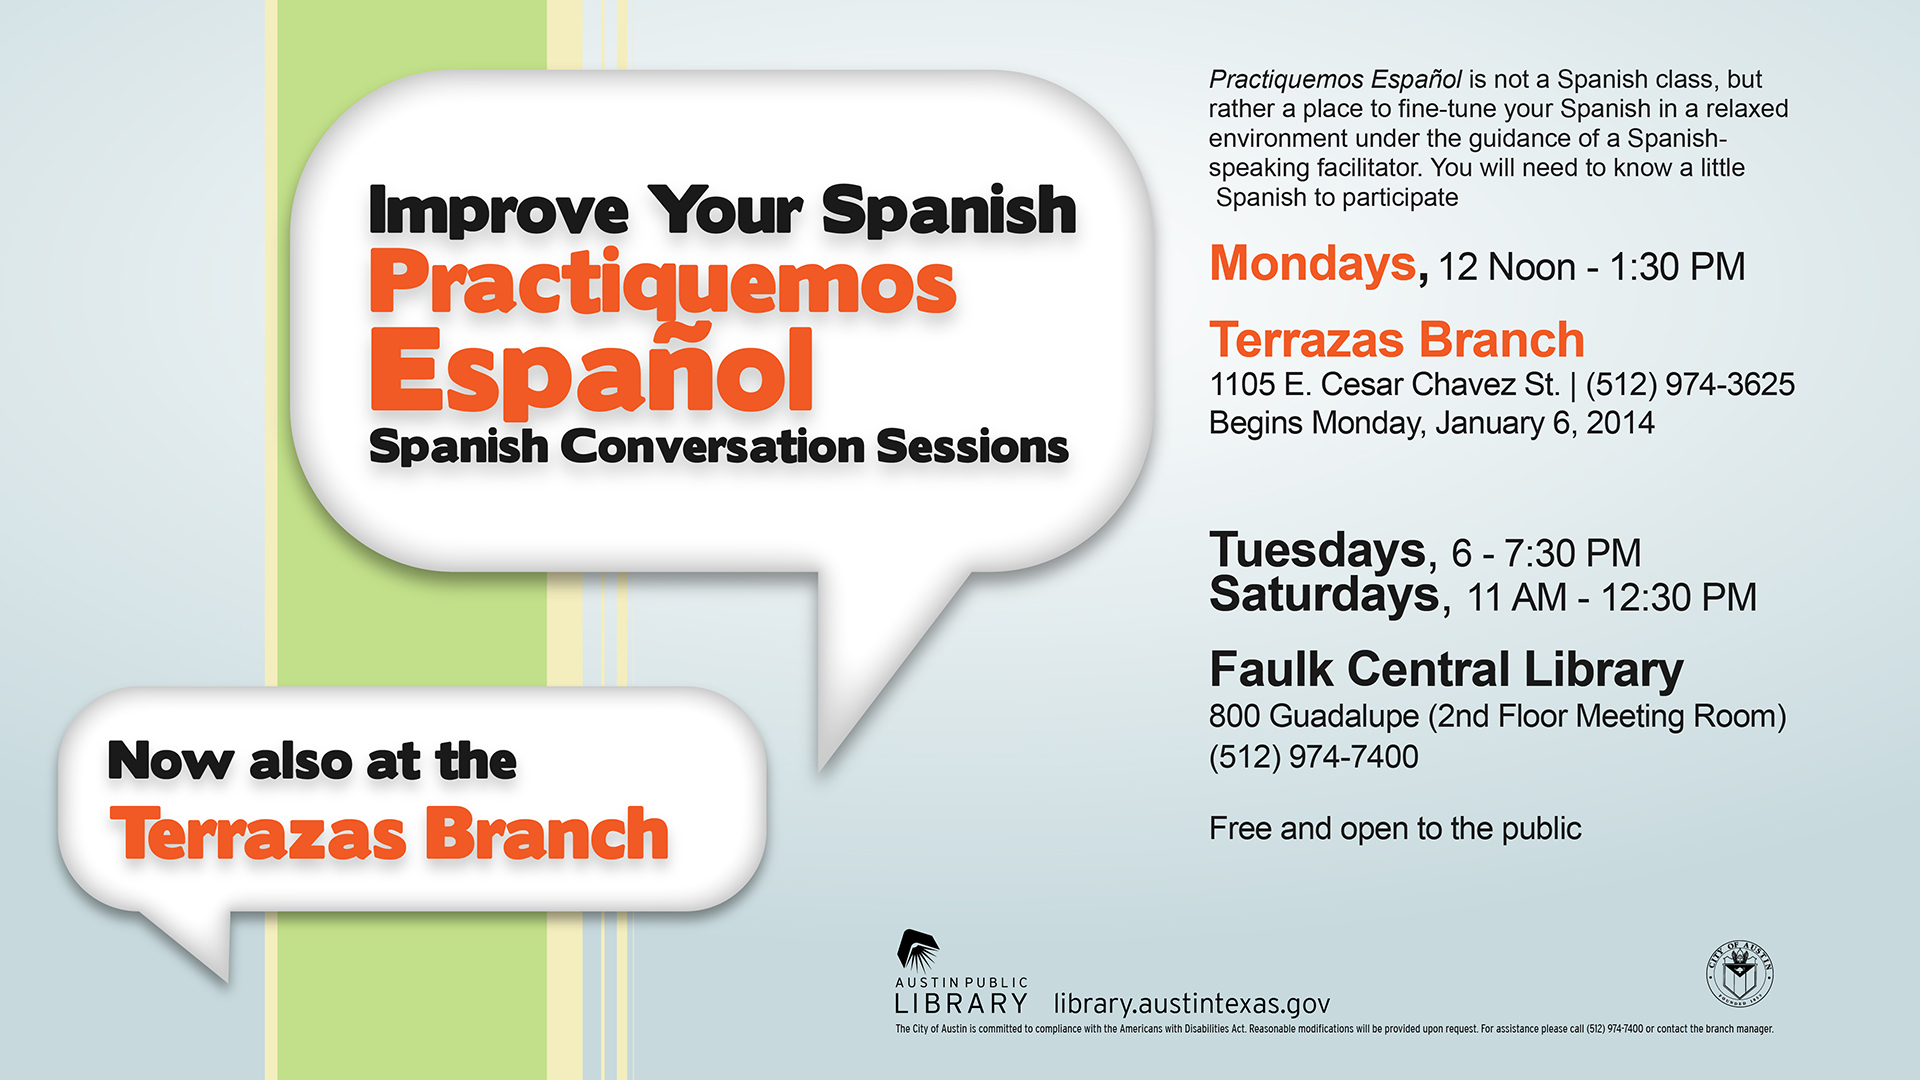 Improve Your Spanish
Practiquemos
Español
Spanish Conversation Sessions
Now also at the
Terrazas Branch
Practiquemos Español is not a Spanish class, but
rather a place to fine-tune your Spanish in a relaxed
environment under the guidance of a Spanish-
speaking facilitator. You will need to know a little
Spanish to participate
Mondays, 12 Noon - 1:30 PM
Terrazas Branch
1105 E. Cesar Chavez St. | (512) 974-3625
Begins Monday, January 6, 2014
Tuesdays, 6 - 7:30 PM
Saturdays, 11 AM - 12:30 PM
Faulk Central Library
800 Guadalupe (2nd Floor Meeting Room)
(512) 974-7400
Free and open to the public
AUSTIN PUBLIC
LIBRARY
library.austintexas.gov
CITY OF AUSTIN
FOUNDED 1839
The City of Austin is committed to compliance with the Americans with Disabilities Act. Reasonable modifications will be provided upon request. For assistance please call (512) 974-7400 or contact the branch manager.